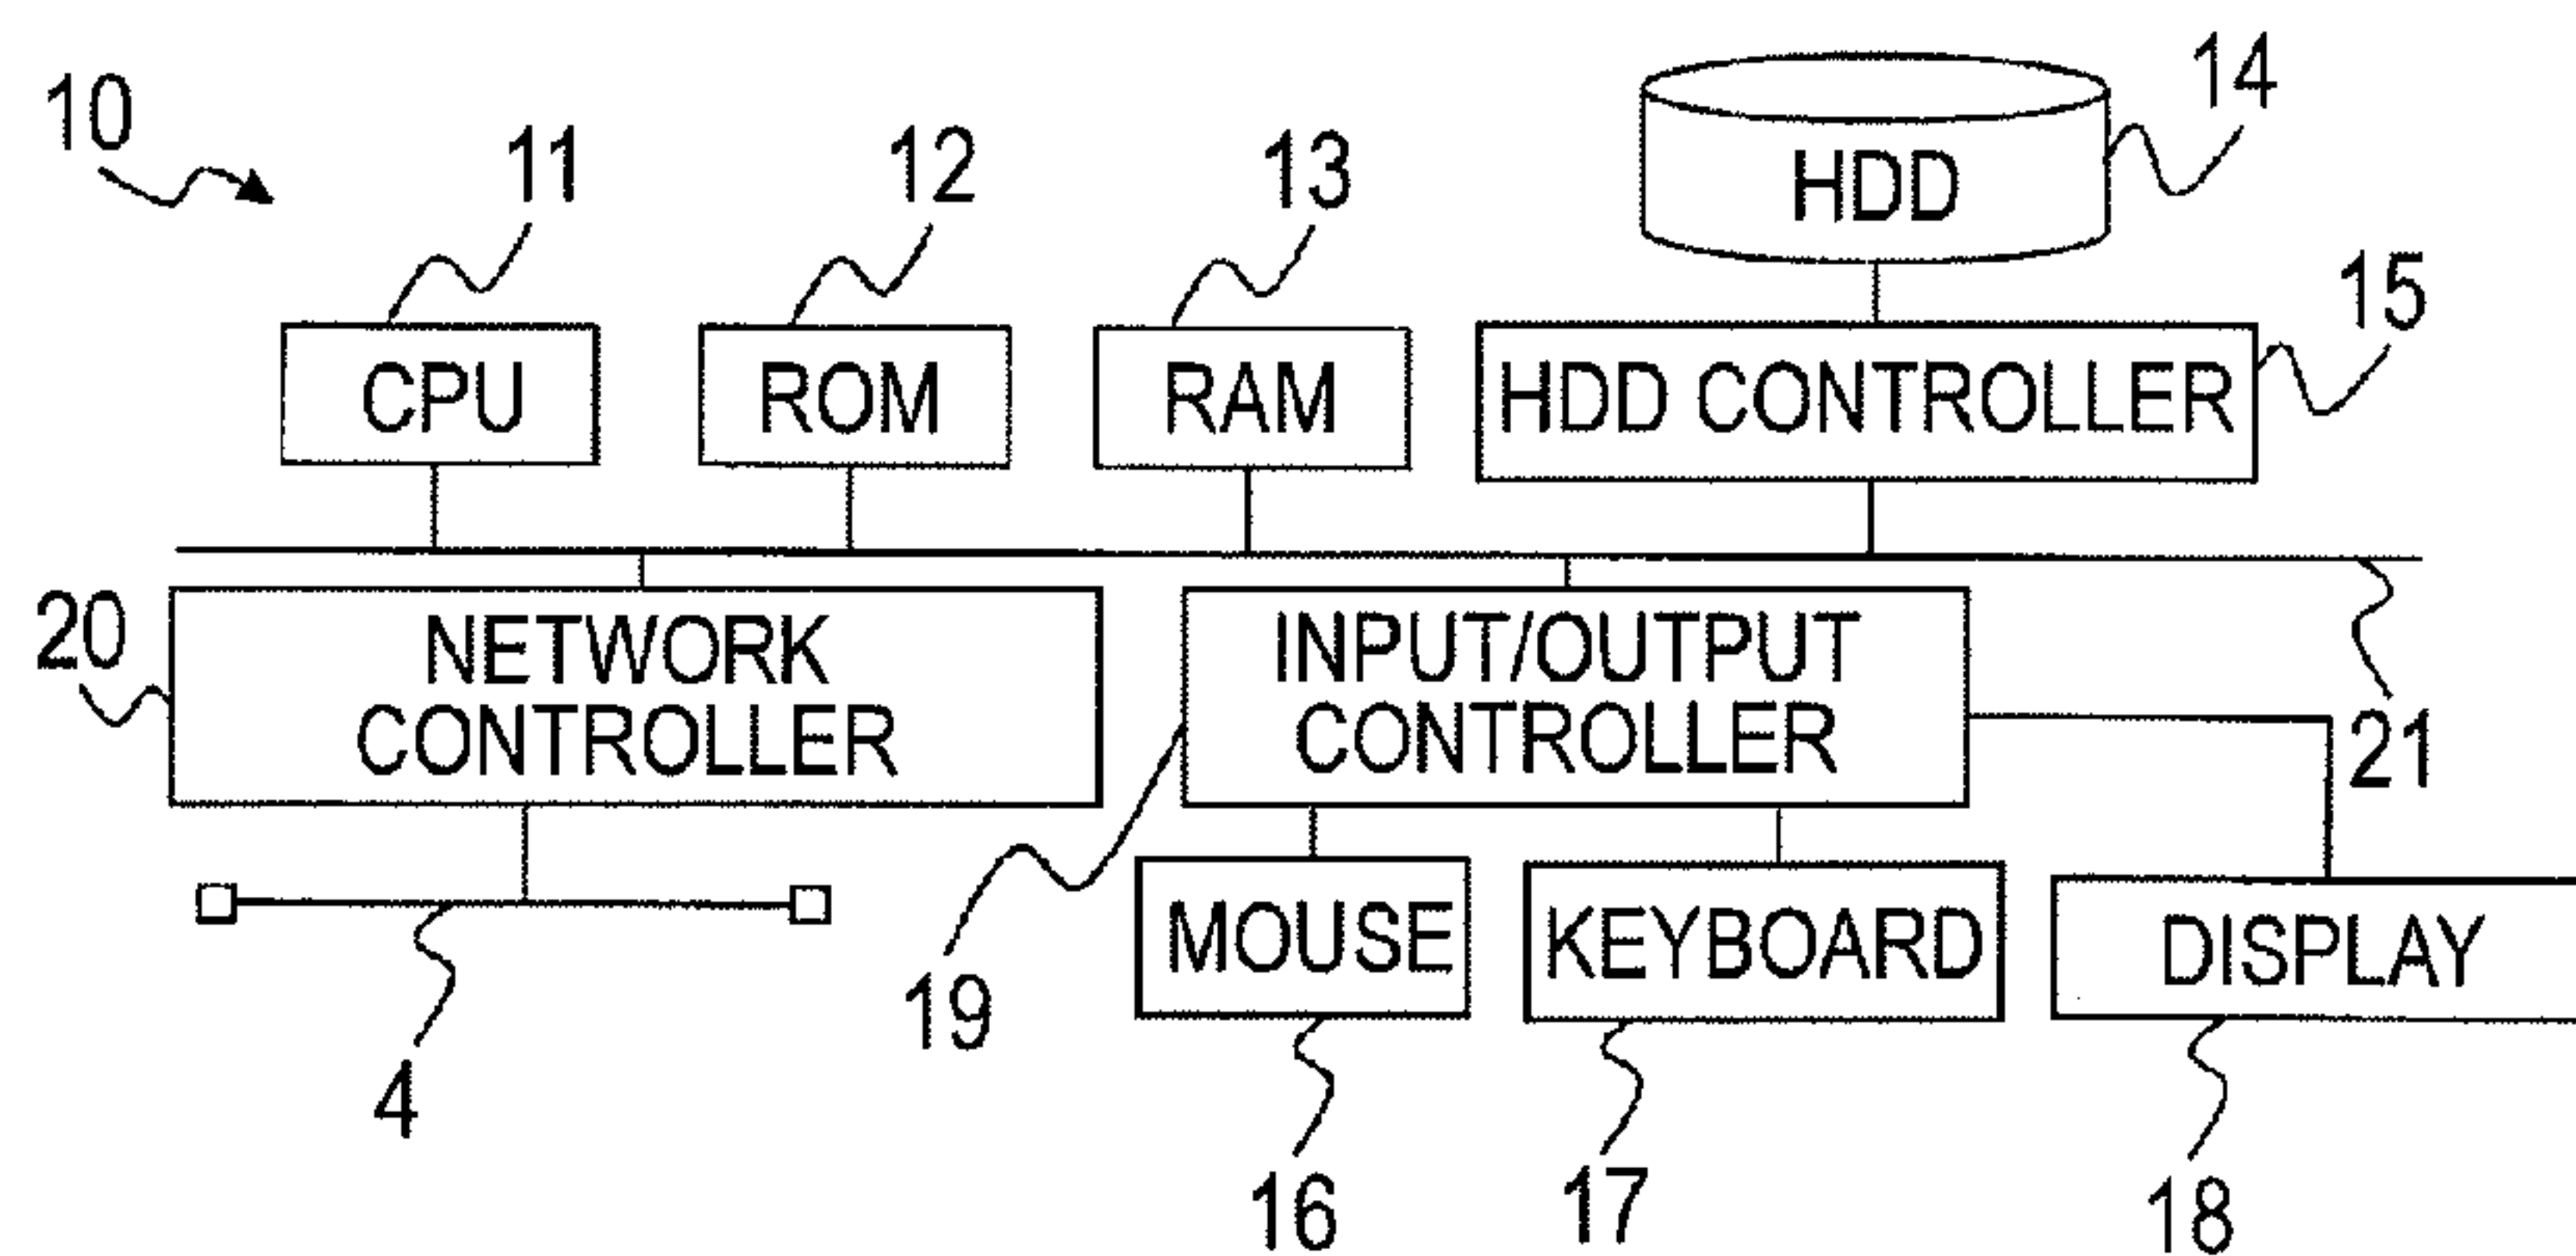 10
11
12
13
14
HDD
15
CPU
ROM
RAM
HDD CONTROLLER
20
NETWORK
CONTROLLER
INPUT/OUTPUT
CONTROLLER
21
4
19
MOUSE
KEYBOARD
DISPLAY
16
17
18